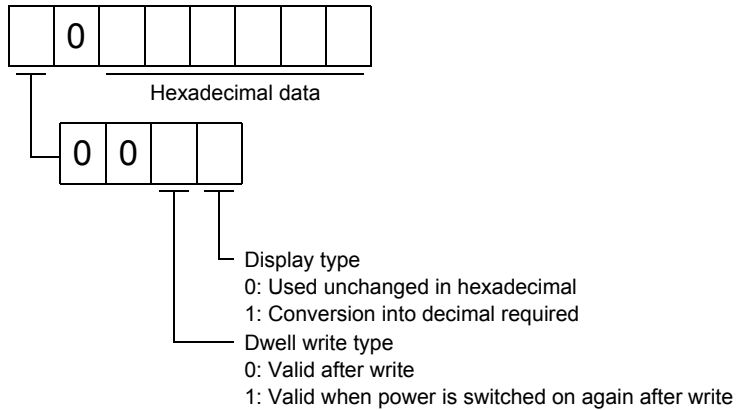 0
Hexadecimal data
0 0
Display type
0: Used unchanged in hexadecimal
1: Conversion into decimal required
Dwell write type
0: Valid after write
1: Valid when power is switched on again after write